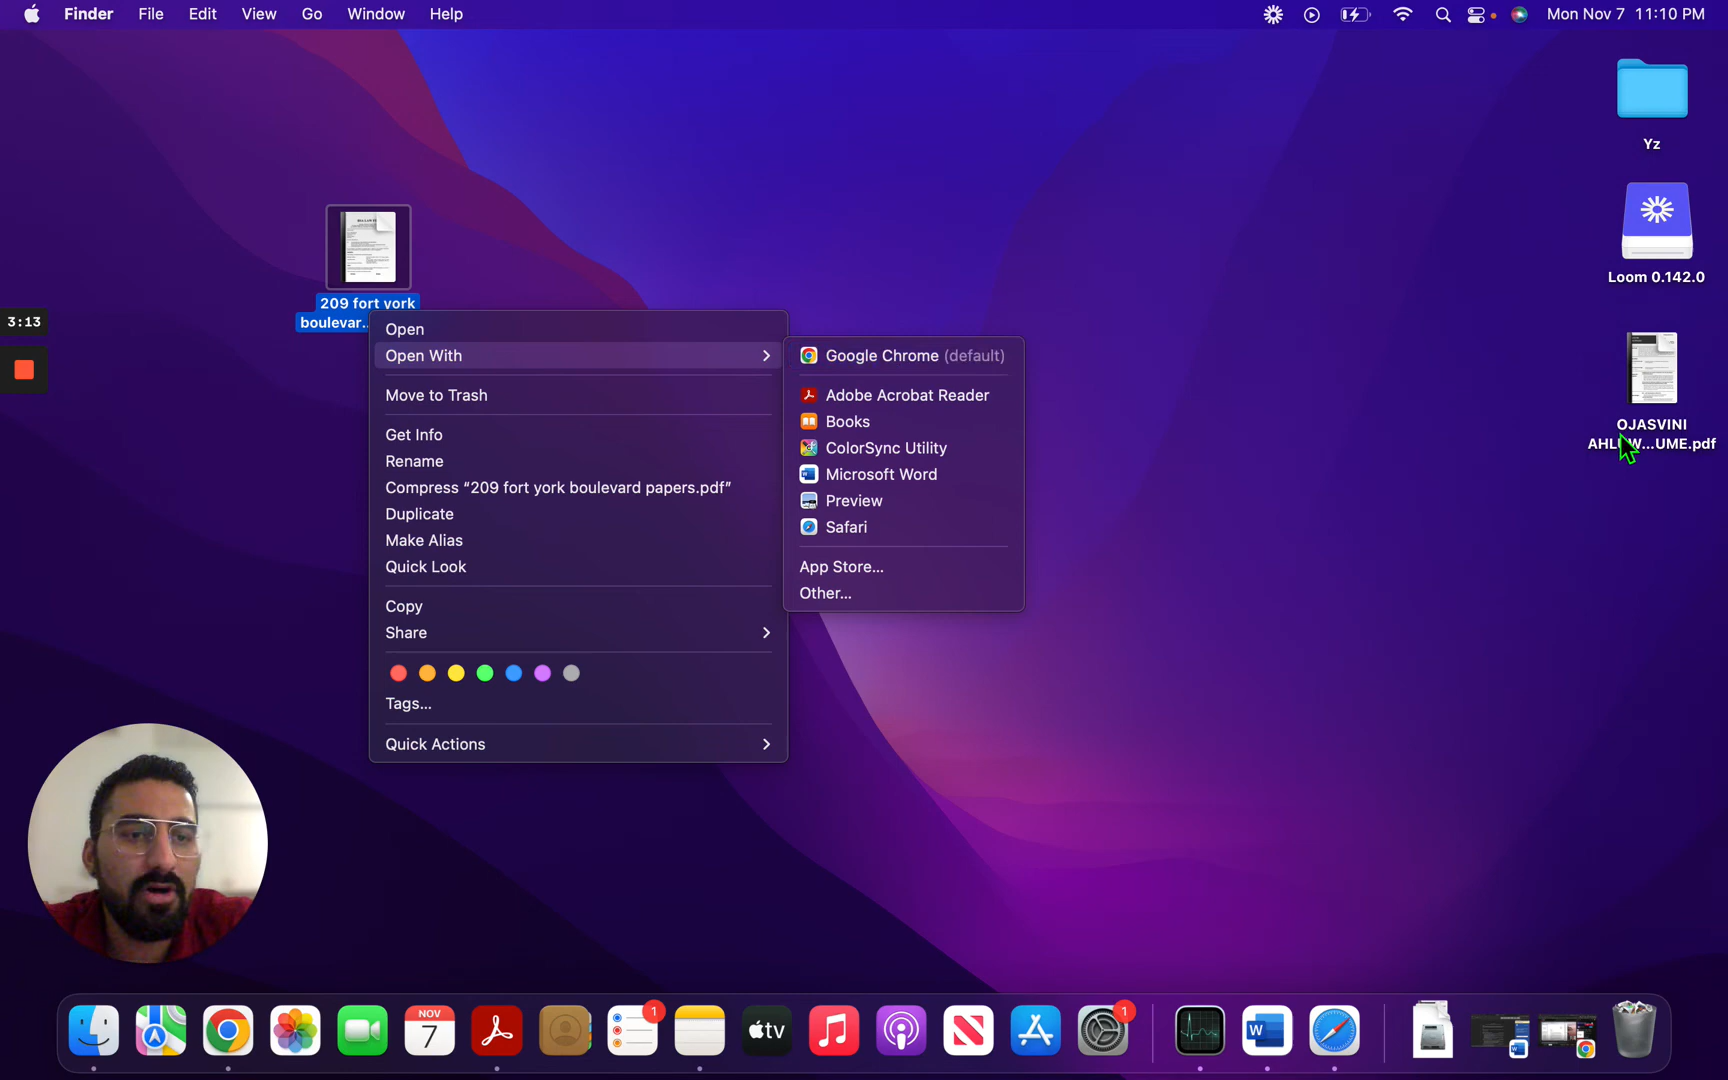 Finder File Edit View Go Window Help Mon Nov 7 11:10 PM
Yz
Loom 0.142.0
209 fort york
boulevar...
3:13
Open
Open With
Move to Trash
Get Info
Rename
Compress “209 fort york boulevard papers.pdf”
Duplicate
Make Alias
Quick Look
Copy
Share
Tags...
Quick Actions
Google Chrome (default)
Adobe Acrobat Reader
Books
ColorSync Utility
Microsoft Word
Preview
Safari
App Store...
Other...
OJASVINI
...UME.pdf
NOV
7
1
tv
1
W